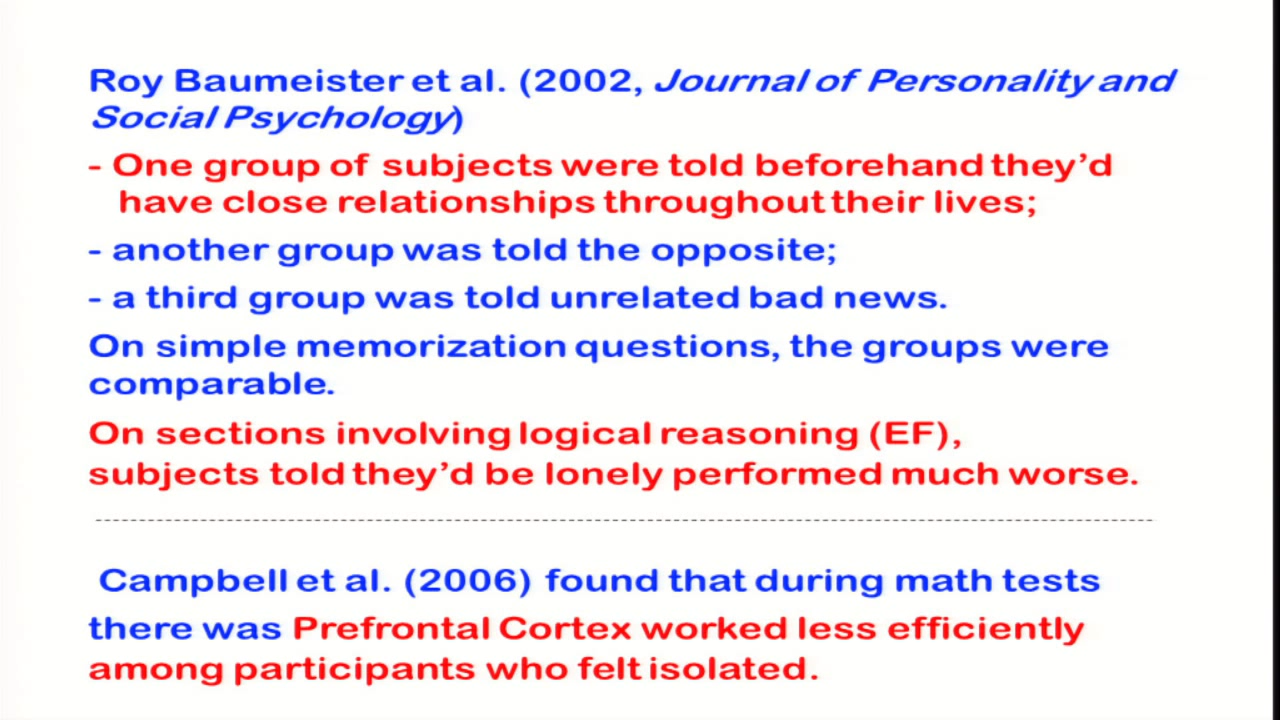 Roy Baumeister et al. (2002, Journal of Personality and
Social Psychology)
- One group of subjects were told beforehand they’d
have close relationships throughout their lives;
- another group was told the opposite;
- a third group was told unrelated bad news.
On simple memorization questions, the groups were
comparable.
On sections involving logical reasoning (EF),
subjects told they’d be lonely performed much worse.
Campbell et al. (2006) found that during math tests
there was Prefrontal Cortex worked less efficiently
among participants who felt isolated.